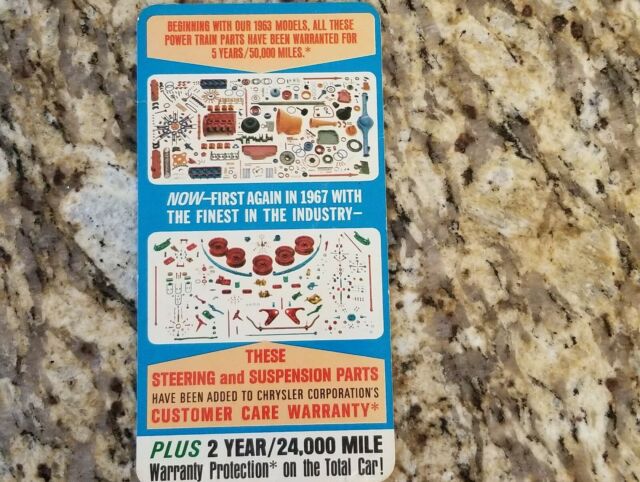 BEGINNING WITH OUR 1963 MODELS, ALL THESE
POWER TRAIN PARTS HAVE BEEN WARRANTED FOR
5 YEARS/50,000 MILES.*
NOW—FIRST AGAIN IN 1967 WITH
THE FINEST IN THE INDUSTRY—
THESE
STEERING and SUSPENSION PARTS
HAVE BEEN ADDED TO CHRYSLER CORPORATION'S
CUSTOMER CARE WARRANTY*
PLUS 2 YEAR/24,000 MILE
Warranty Protection* on the Total Car!